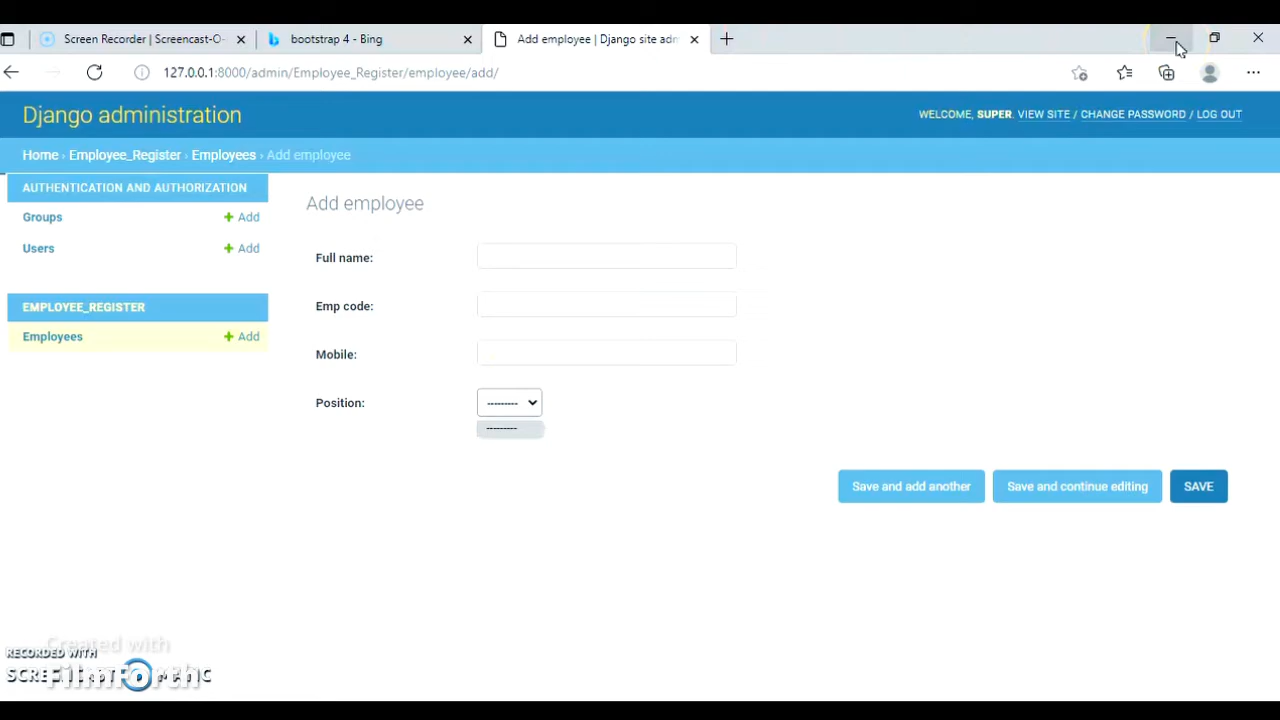 Screen Recorder | Screencast-O-
bootstrap 4 - Bing
Add employee | Django site adm
127.0.0.1:8000/admin/Employee_Register/employee/add/
Django administration
WELCOME, SUPER. VIEW SITE / CHANGE PASSWORD / LOG OUT
Home › Employee_Register › Employees › Add employee
AUTHENTICATION AND AUTHORIZATION
Groups + Add
Users + Add
EMPLOYEE_REGISTER
Employees + Add
Add employee
Full name:
Emp code:
Mobile:
Position: ---------
---------
Save and add another Save and continue editing SAVE
Created with
RECORDED WITH